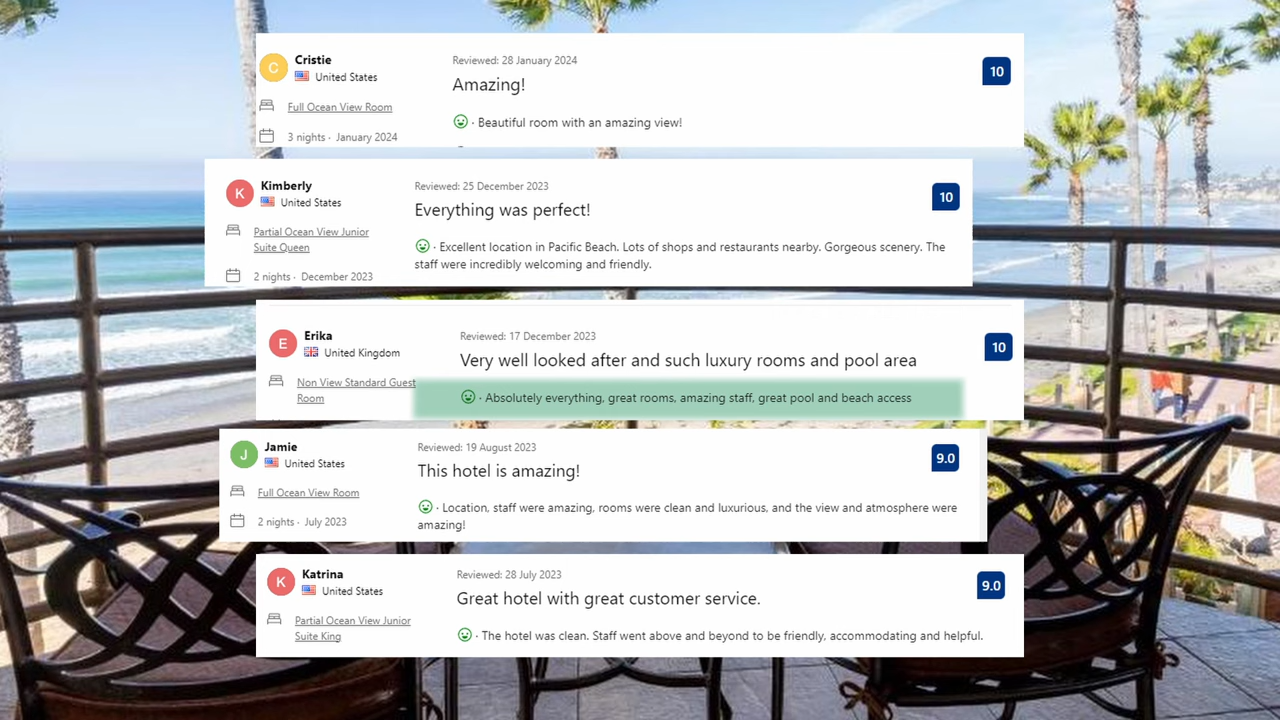 C
Cristie
United States
Full Ocean View Room
3 nights · January 2024
Reviewed: 28 January 2024
Amazing!
· Beautiful room with an amazing view!
10
K
Kimberly
United States
Partial Ocean View Junior
Suite Queen
2 nights · December 2023
Reviewed: 25 December 2023
Everything was perfect!
· Excellent location in Pacific Beach. Lots of shops and restaurants nearby. Gorgeous scenery. The
staff were incredibly welcoming and friendly.
10
E
Erika
United Kingdom
Non View Standard Guest
Room
Reviewed: 17 December 2023
Very well looked after and such luxury rooms and pool area
· Absolutely everything, great rooms, amazing staff, great pool and beach access
10
J
Jamie
United States
Full Ocean View Room
2 nights · July 2023
Reviewed: 19 August 2023
This hotel is amazing!
· Location, staff were amazing, rooms were clean and luxurious, and the view and atmosphere were
amazing!
9.0
K
Katrina
United States
Partial Ocean View Junior
Suite King
Reviewed: 28 July 2023
Great hotel with great customer service.
· The hotel was clean. Staff went above and beyond to be friendly, accommodating and helpful.
9.0